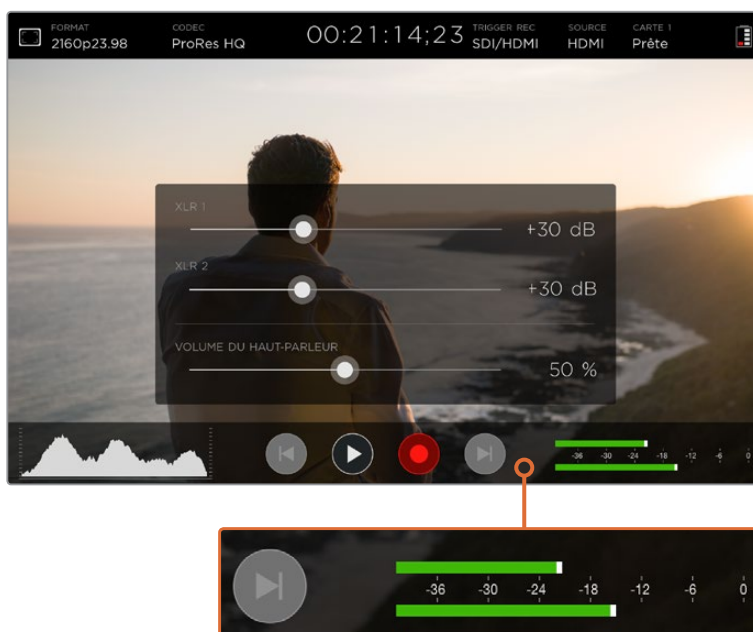 FORMAT
2160p23.98
CODEC
ProRes HQ
00:21:14;23
TRIGGER REC
SDI/HDMI
SOURCE
HDMI
CARTE 1
Prête
XLR 1
+30 dB
XLR 2
+30 dB
VOLUME DU HAUT-PARLEUR
50 %
-36 -30 -24 -18 -12 -6 0
-36 -30 -24 -18 -12 -6 0